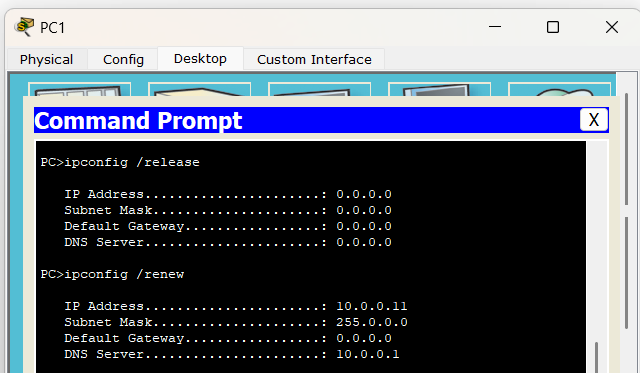 PC1
Physical Config Desktop Custom Interface
Command Prompt X
PC>ipconfig /release
IP Address......................: 0.0.0.0
Subnet Mask.....................: 0.0.0.0
Default Gateway.................: 0.0.0.0
DNS Server......................: 0.0.0.0
PC>ipconfig /renew
IP Address......................: 10.0.0.11
Subnet Mask.....................: 255.0.0.0
Default Gateway.................: 0.0.0.0
DNS Server......................: 10.0.0.1